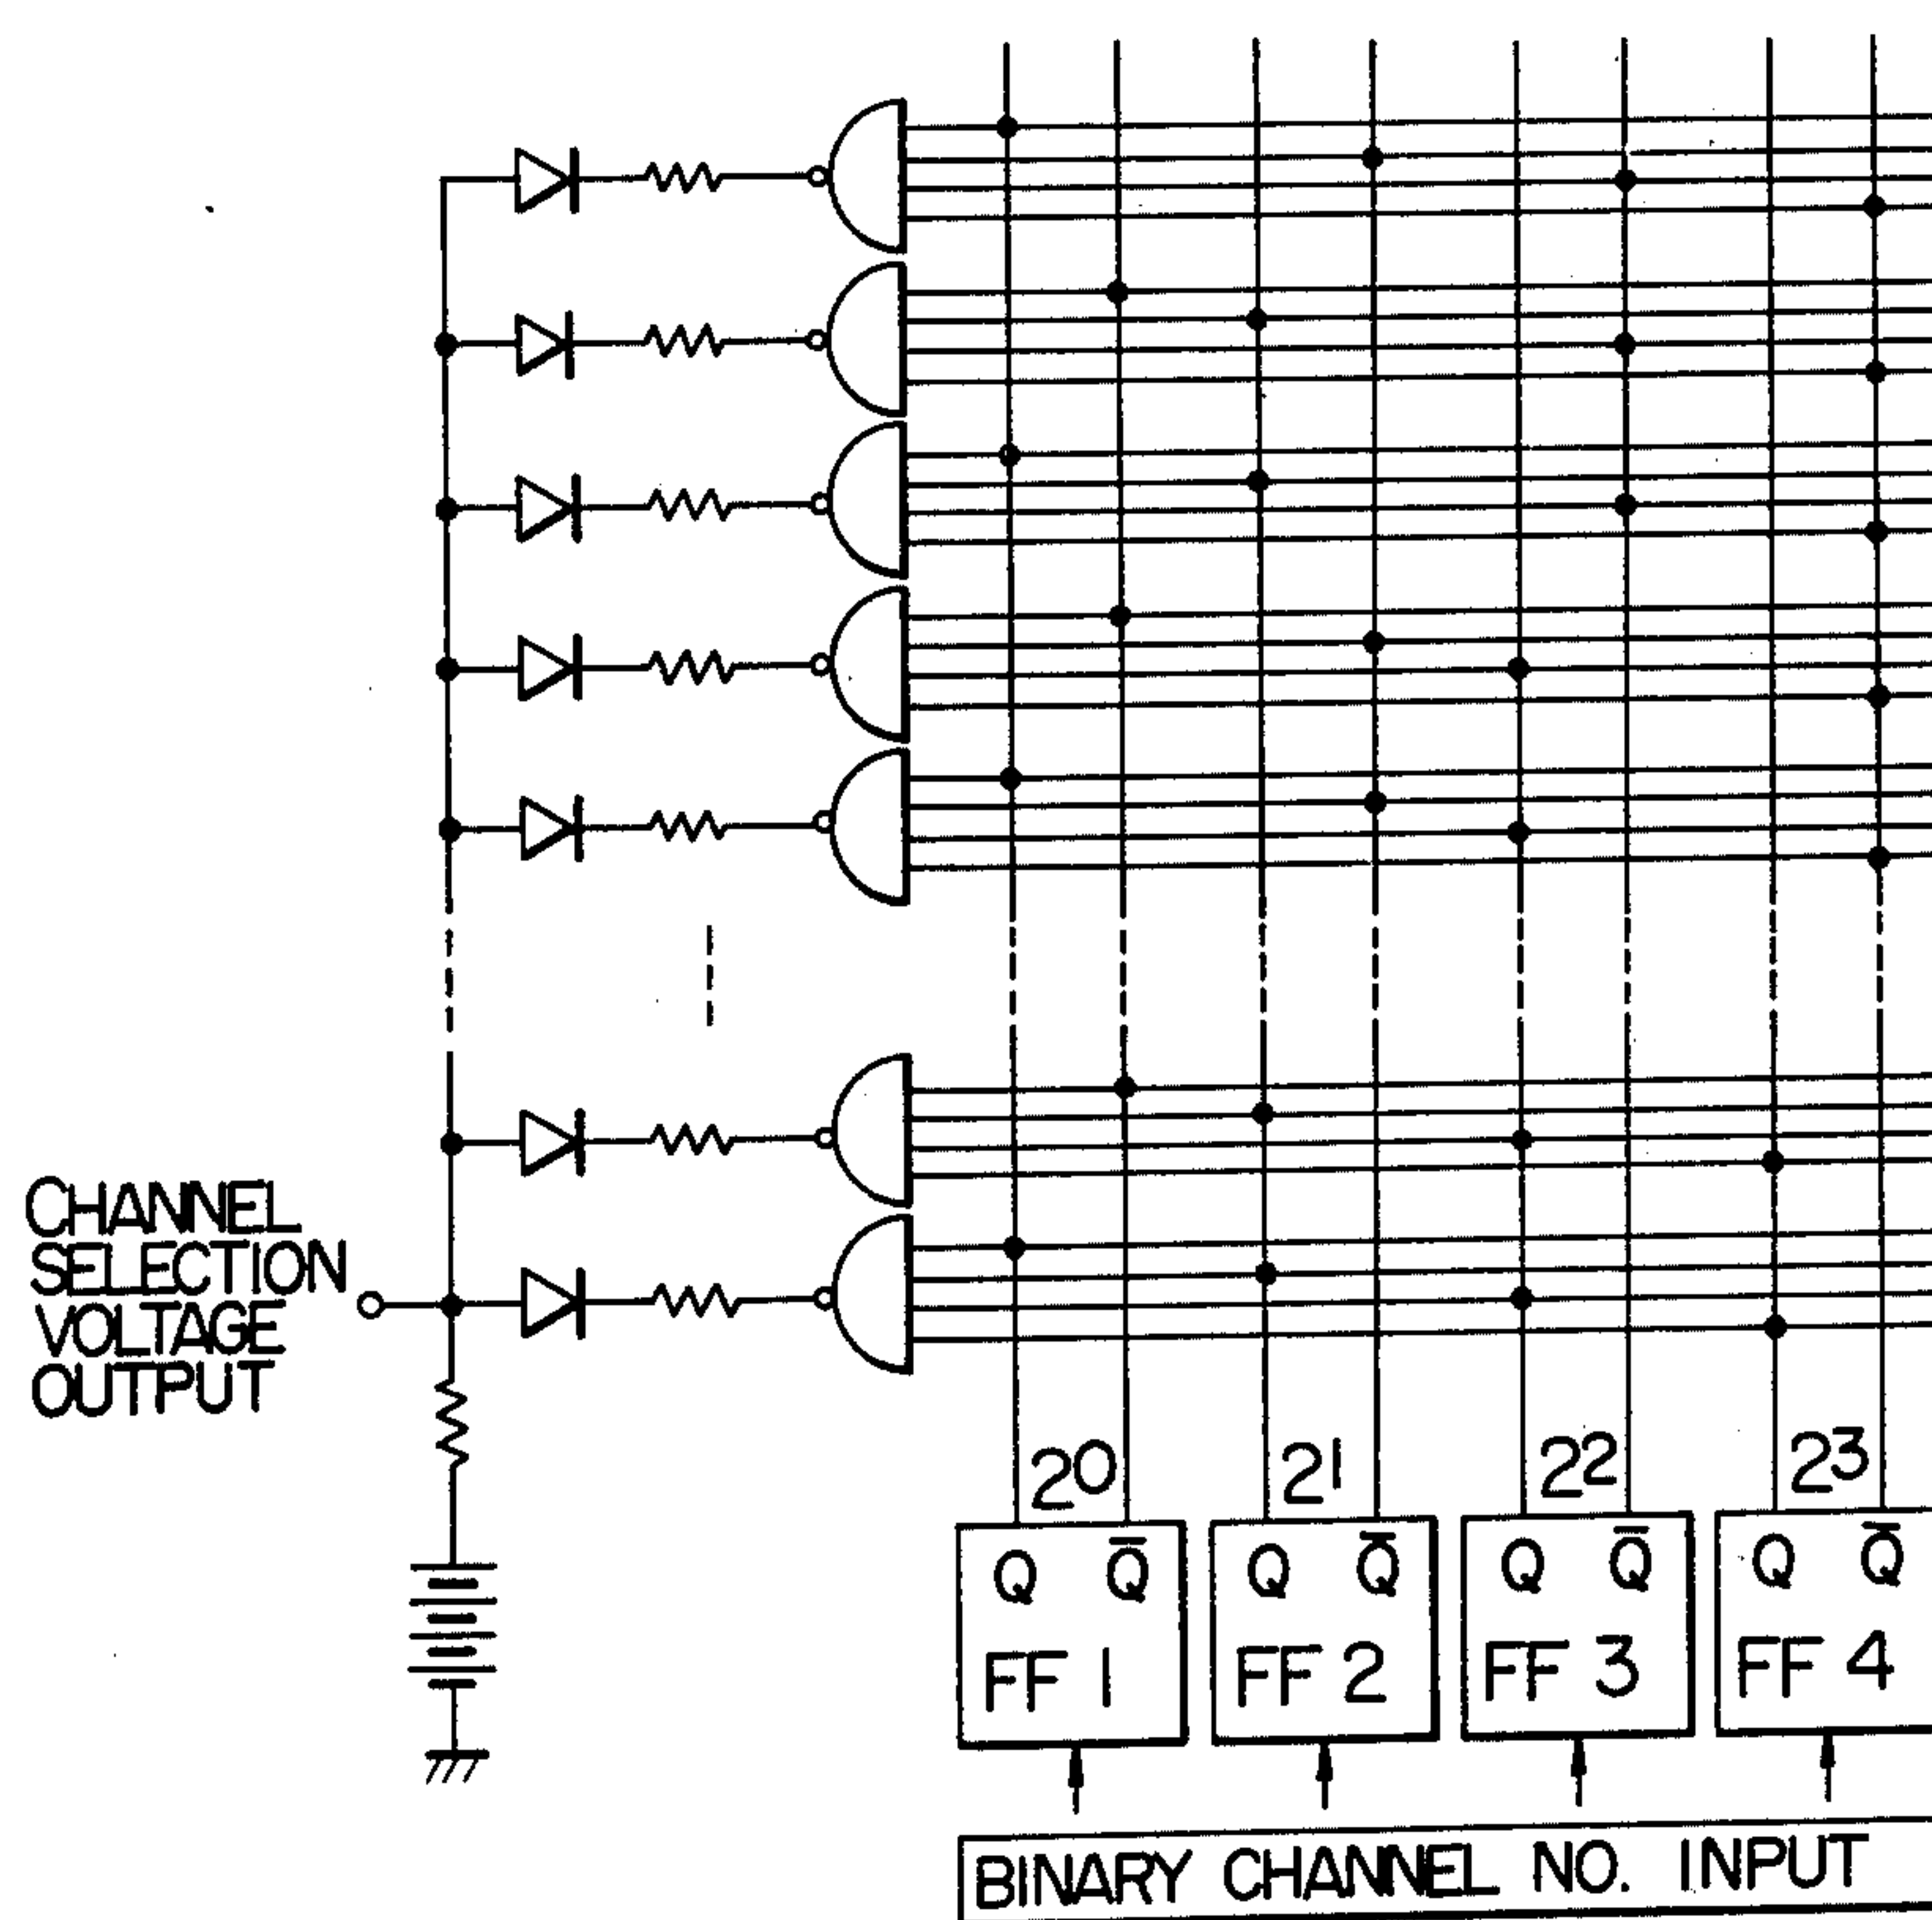 CHANNEL
SELECTION
VOLTAGE
OUTPUT
2⁰ 2¹ 2² 2³
Q Q̅ Q Q̅ Q Q̅ Q Q̅
FF 1 FF 2 FF 3 FF 4
BINARY CHANNEL NO. INPUT